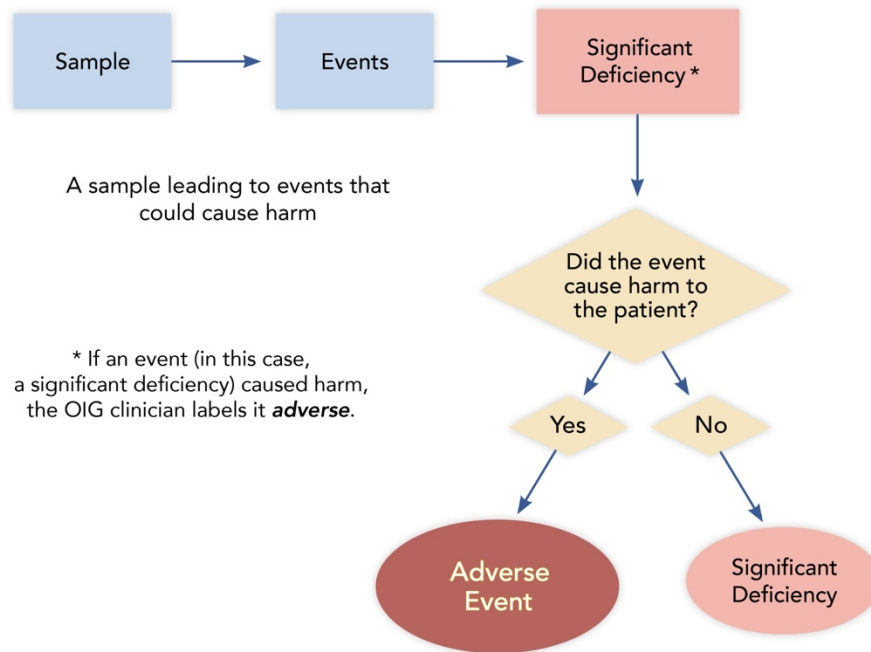 Sample
Events
Significant
Deficiency *
A sample leading to events that
could cause harm
Did the event
cause harm to
the patient?
* If an event (in this case,
a significant deficiency) caused harm,
the OIG clinician labels it adverse.
Yes
No
Adverse
Event
Significant
Deficiency